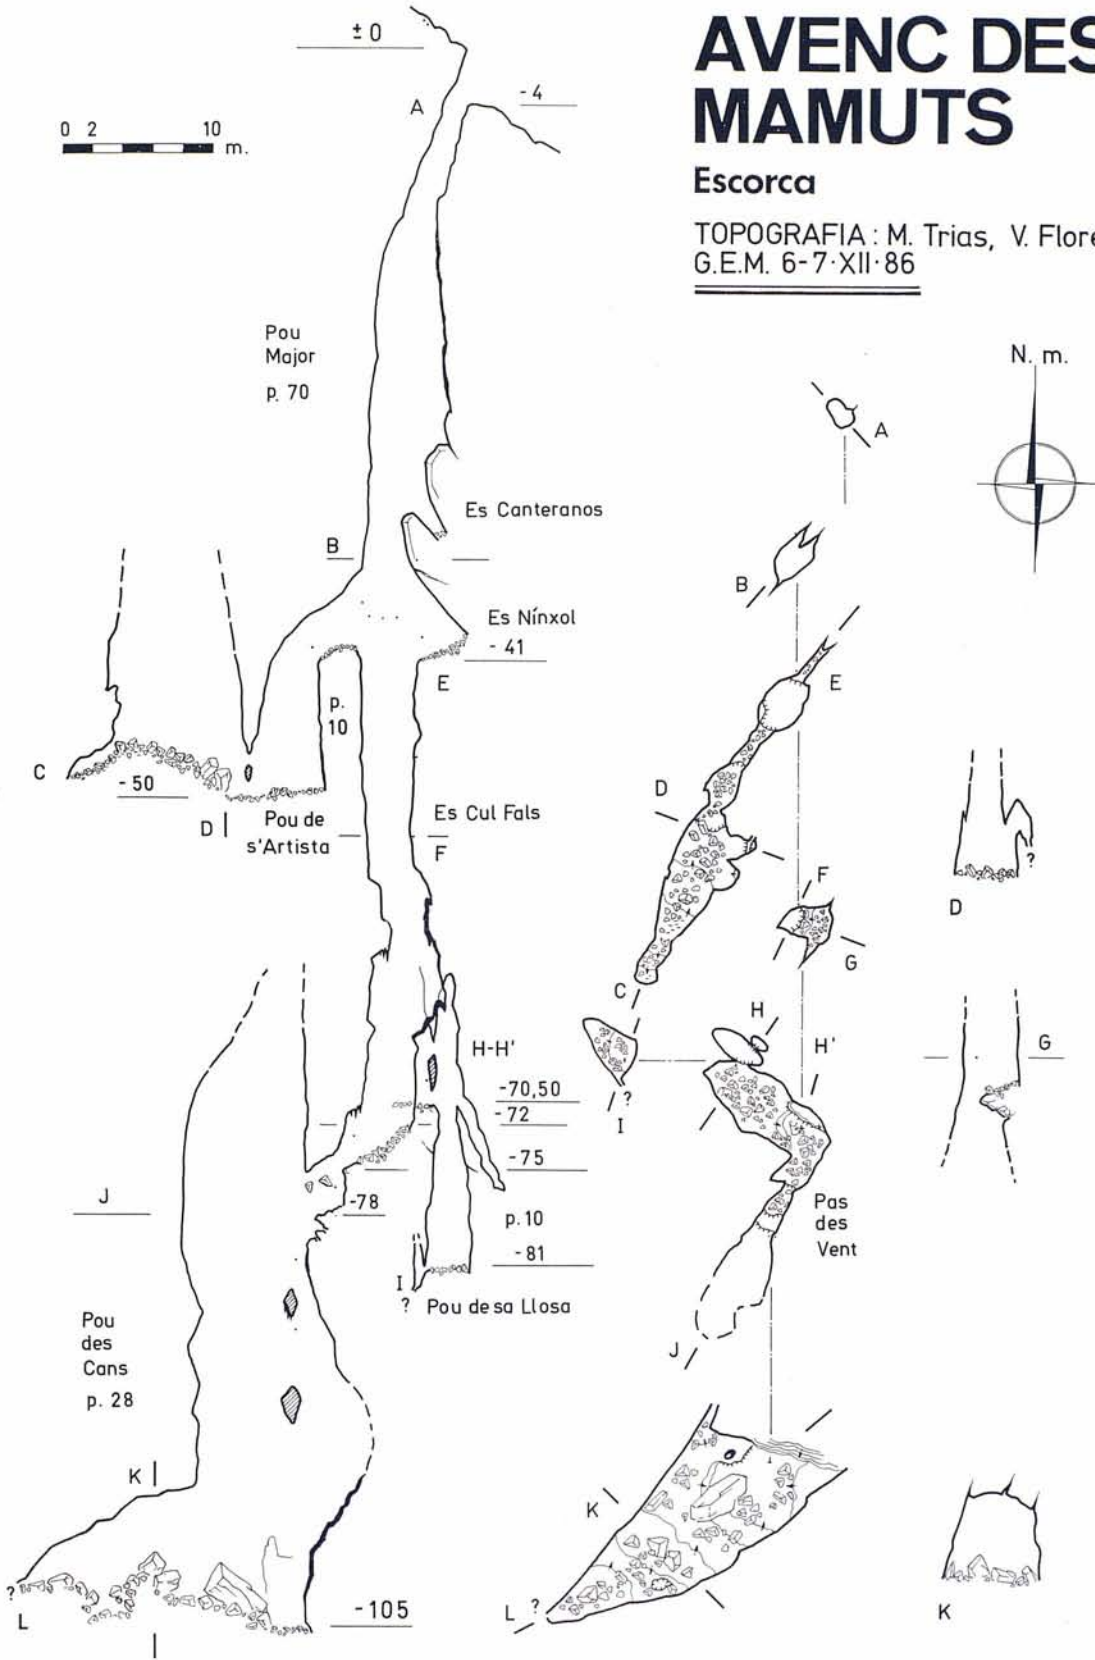 AVENC DES
MAMUTS
Escorca
TOPOGRAFIA : M. Trias, V.
G.E.M. 6-7·XII·86
± 0
0 2 10 m.
A
- 4
Pou
Major
p. 70
Es Canteranos
B
Es Nínxol
- 41
E
p.
10
C
- 50
D
Pou de
s'Artista
Es Cul Fals
F
H-H'
-70,50
-72
-75
J
-78
p.10
-81
I
?
Pou de sa Llosa
Pou
des
Cans
p. 28
K
?
L
-105
N. m.
A
B
E
D
F
G
C
H
H'
?
I
Pas
des
Vent
J
K
L ?
?
D
G
K